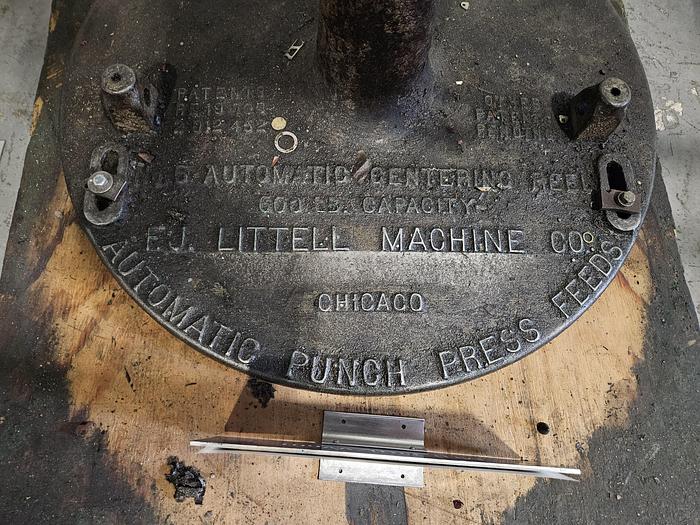 PATENTS
OTHER
PATENTS
PENDING
AUTOMATIC CENTERING REEL
600 LBS. CAPACITY
F.J. LITTELL MACHINE CO.
CHICAGO
AUTOMATIC PUNCH PRESS FEEDS